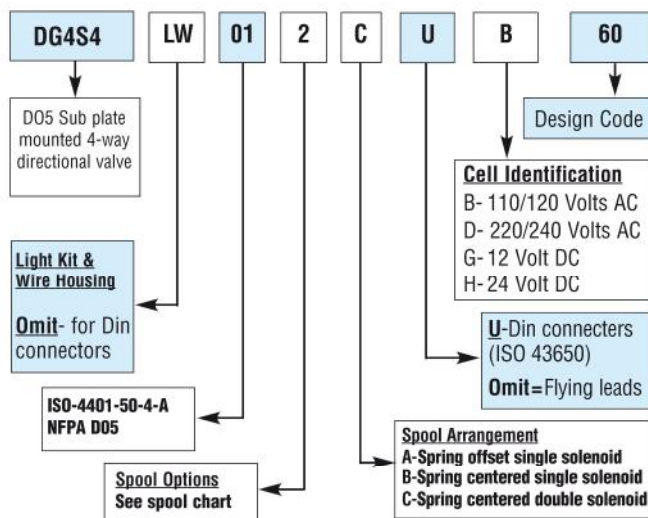 DG4S4 LW 01 2 C U B 60
DO5 Sub plate
mounted 4-way
directional valve
Design Code
Cell Identification
B- 110/120 Volts AC
D- 220/240 Volts AC
G- 12 Volt DC
H- 24 Volt DC
Light Kit &
Wire Housing
Omit- for Din
connectors
U-Din connecters
(ISO 43650)
Omit=Flying leads
ISO-4401-50-4-A
NFPA D05
Spool Options
See spool chart
Spool Arrangement
A-Spring offset single solenoid
B-Spring centered single solenoid
C-Spring centered double solenoid